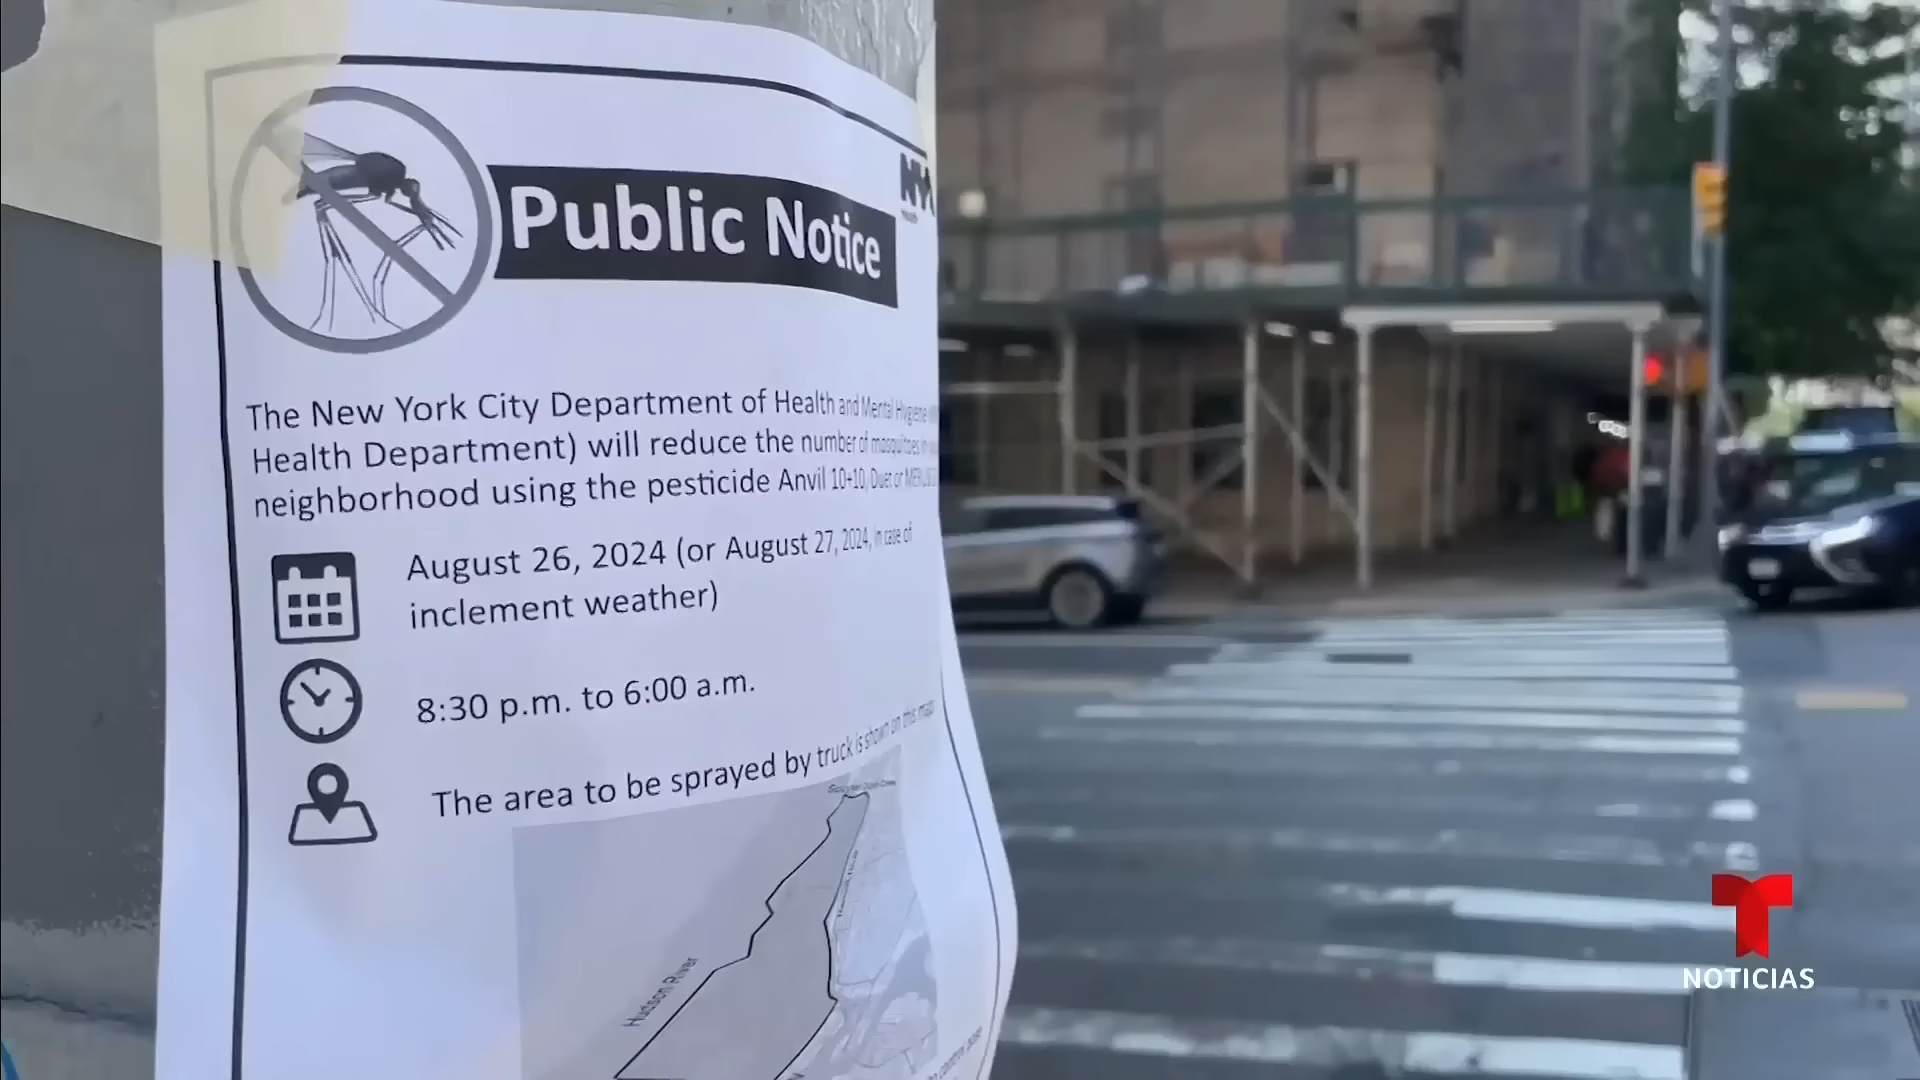 NYC
Health
Public Notice
The New York City Department of Health and Mental Hygiene
Health Department) will reduce the number of mosquitoes in
neighborhood using the pesticide Anvil 10+10, Duet or
August 26, 2024 (or August 27, 2024, in case of
inclement weather)
8:30 p.m. to 6:00 a.m.
The area to be sprayed by truck is shown on this map
Hudson River
NOTICIAS